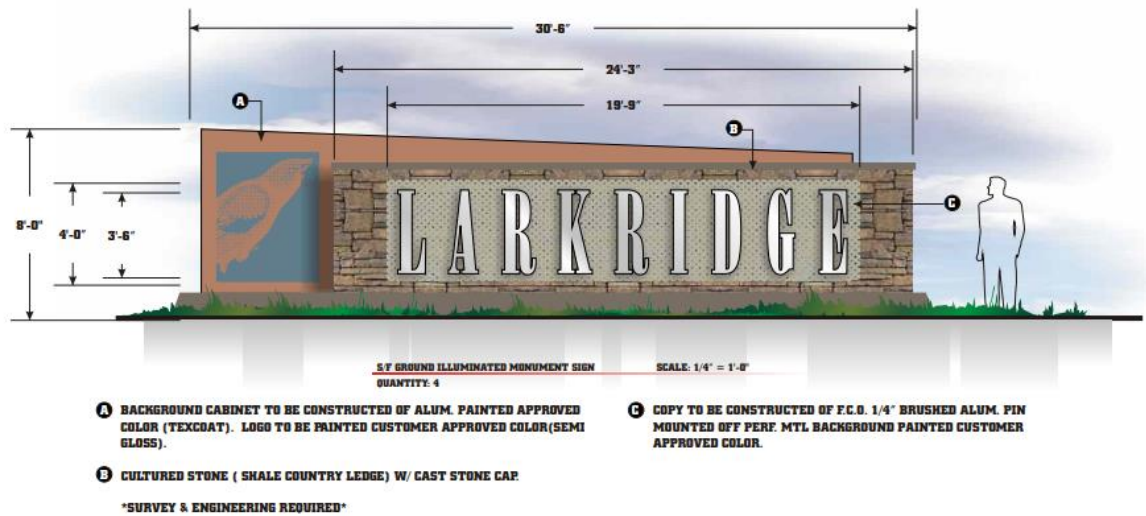 30'-6"
24'-3"
19'-9"
A
B
8'-0"
4'-0"
3'-6"
LARKRIDGE
C
S/F GROUND ILLUMINATED MONUMENT SIGN
SCALE: 1/4" = 1'-0"
QUANTITY: 4
A BACKGROUND CABINET TO BE CONSTRUCTED OF ALUM. PAINTED APPROVED
COLOR (TEXCOAT). LOGO TO BE PAINTED CUSTOMER APPROVED COLOR(SEMI
GLOSS).
B CULTURED STONE ( SHALE COUNTRY LEDGE) W/ CAST STONE CAP.
*SURVEY & ENGINEERING REQUIRED*
C COPY TO BE CONSTRUCTED OF F.C.O. 1/4" BRUSHED ALUM. PIN
MOUNTED OFF PERF. MTL BACKGROUND PAINTED CUSTOMER
APPROVED COLOR.